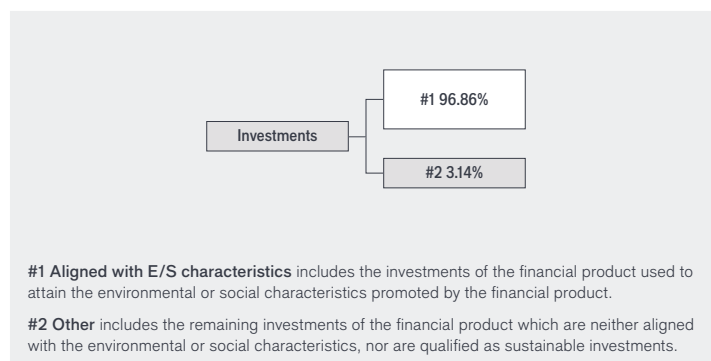 #1 96.86%
Investments
#2 3.14%
#1 Aligned with E/S characteristics includes the investments of the financial product used to
attain the environmental or social characteristics promoted by the financial product.
#2 Other includes the remaining investments of the financial product which are neither aligned
with the environmental or social characteristics, nor are qualified as sustainable investments.